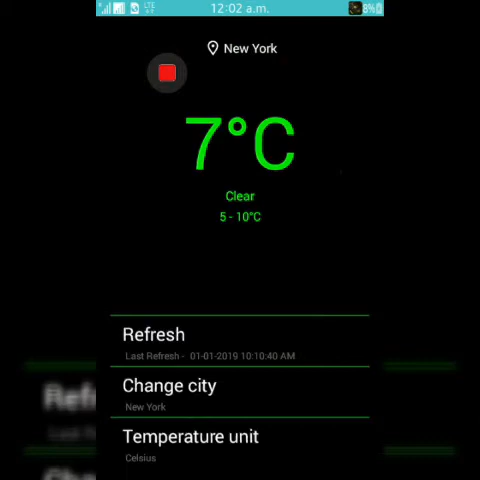 LTE
12:02 a.m.
8%
New York
7°C
Clear
5 - 10°C
Refresh
Last Refresh - 01-01-2019 10:10:40 AM
Change city
New York
Temperature unit
Celsius